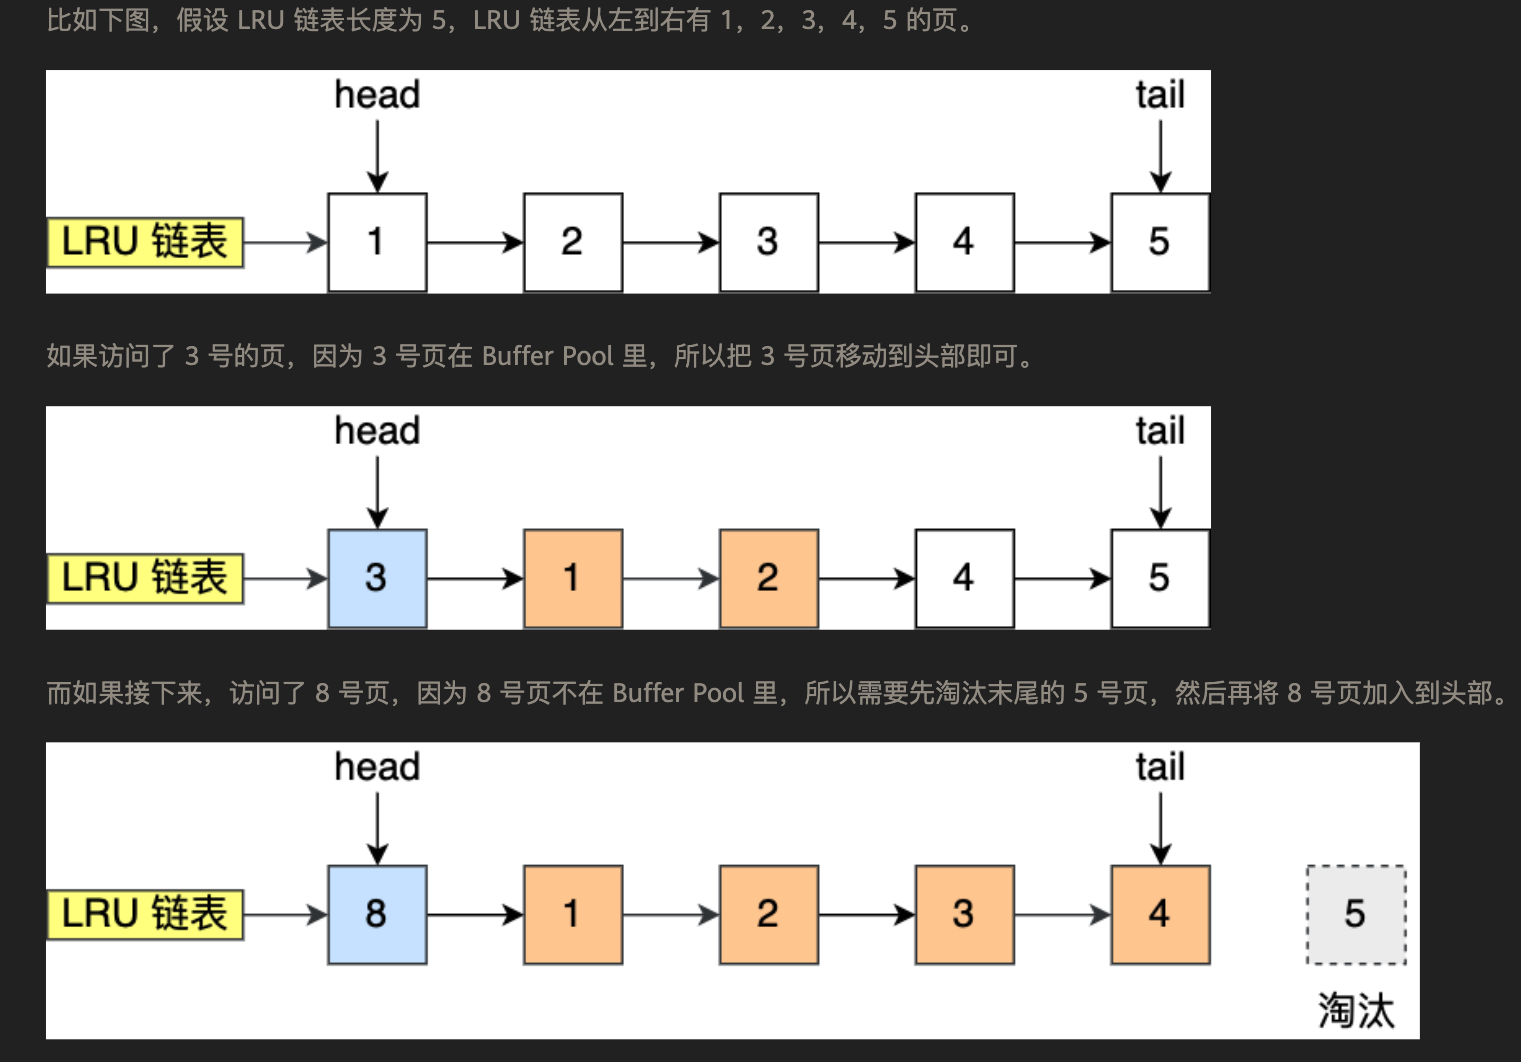 比如下图，假设 LRU 链表长度为 5，LRU 链表从左到右有 1，2，3，4，5 的页。
head tail
LRU 链表 1 2 3 4 5
如果访问了 3 号的页，因为 3 号页在 Buffer Pool 里，所以把 3 号页移动到头部即可。
head tail
LRU 链表 3 1 2 4 5
而如果接下来，访问了 8 号页，因为 8 号页不在 Buffer Pool 里，所以需要先淘汰末尾的 5 号页，然后再将 8 号页加入到头部。
head tail
LRU 链表 8 1 2 3 4 5
淘汰